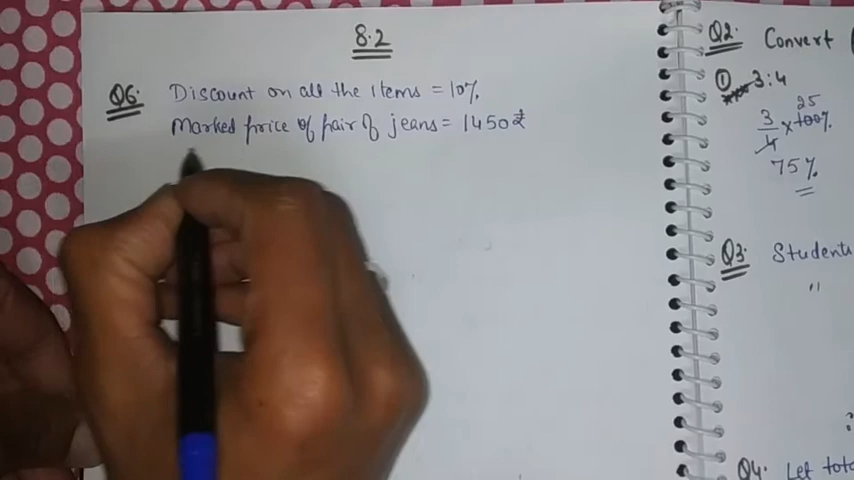 8.2
Q6. Discount on all the items = 10%.
Marked price of pair of jeans = 1450₹
Q2. Convert
① 3:4
3/4 × 100%
25
75%
Q3. Students
"
Q4. Let tota